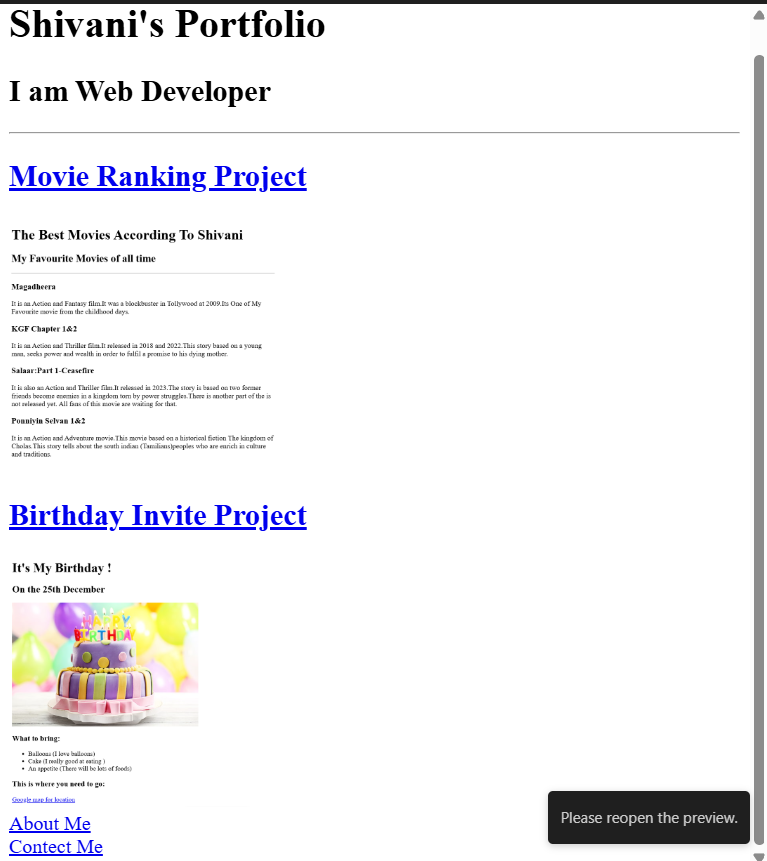 Shivani's Portfolio
I am Web Developer
Movie Ranking Project
The Best Movies According To Shivani
My Favourite Movies of all time
Magadheera
It is an Action and Fantasy film.It was a blockbuster in Tollywood at 2009.Its One of My
Favourite movie from the childhood days.
KGF Chapter 1&2
It is an Action and Thriller film.It released in 2018 and 2022.This story based on a young
man, seeks power and wealth in order to fulfil a promise to his dying mother.
Salaar:Part 1-Ceasefire
It is also an Action and Thriller film.It released in 2023.The story is based on two former
friends become enemies in a kingdom torn by power struggles.There is another part of the is
not released yet. All fans of this movie are waiting for that.
Ponniyin Selvan 1&2
It is an Action and Adventure movie.This movie based on a historical fiction The kingdom of
Cholas.This story tells about the south indian (Tamilians)peoples who are enrich in culture
and traditions.
Birthday Invite Project
It's My Birthday !
On the 25th December
HAPPY
BIRTHDAY
What to bring:
Balloons (I love balloons)
Cake (I really good at eating )
An appetite (There will be lots of foods)
This is where you need to go:
Google map for location
About Me
Contect Me
Please reopen the preview.